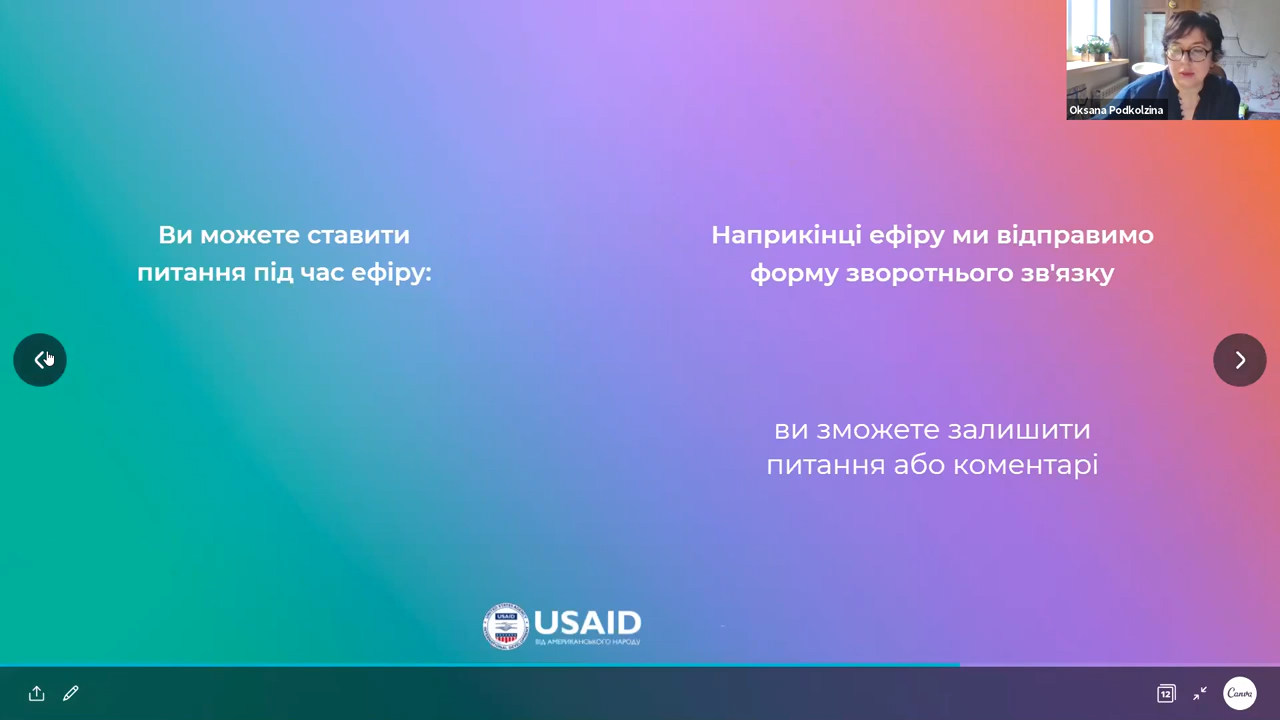 Oksana Podkolzina
Ви можете ставити
питання під час ефіру:
Наприкінці ефіру ми відправимо
форму зворотнього зв'язку
ви зможете залишити
питання або коментарі
USAID
USAID
ВІД АМЕРИКАНСЬКОГО НАРОДУ
12
Canva